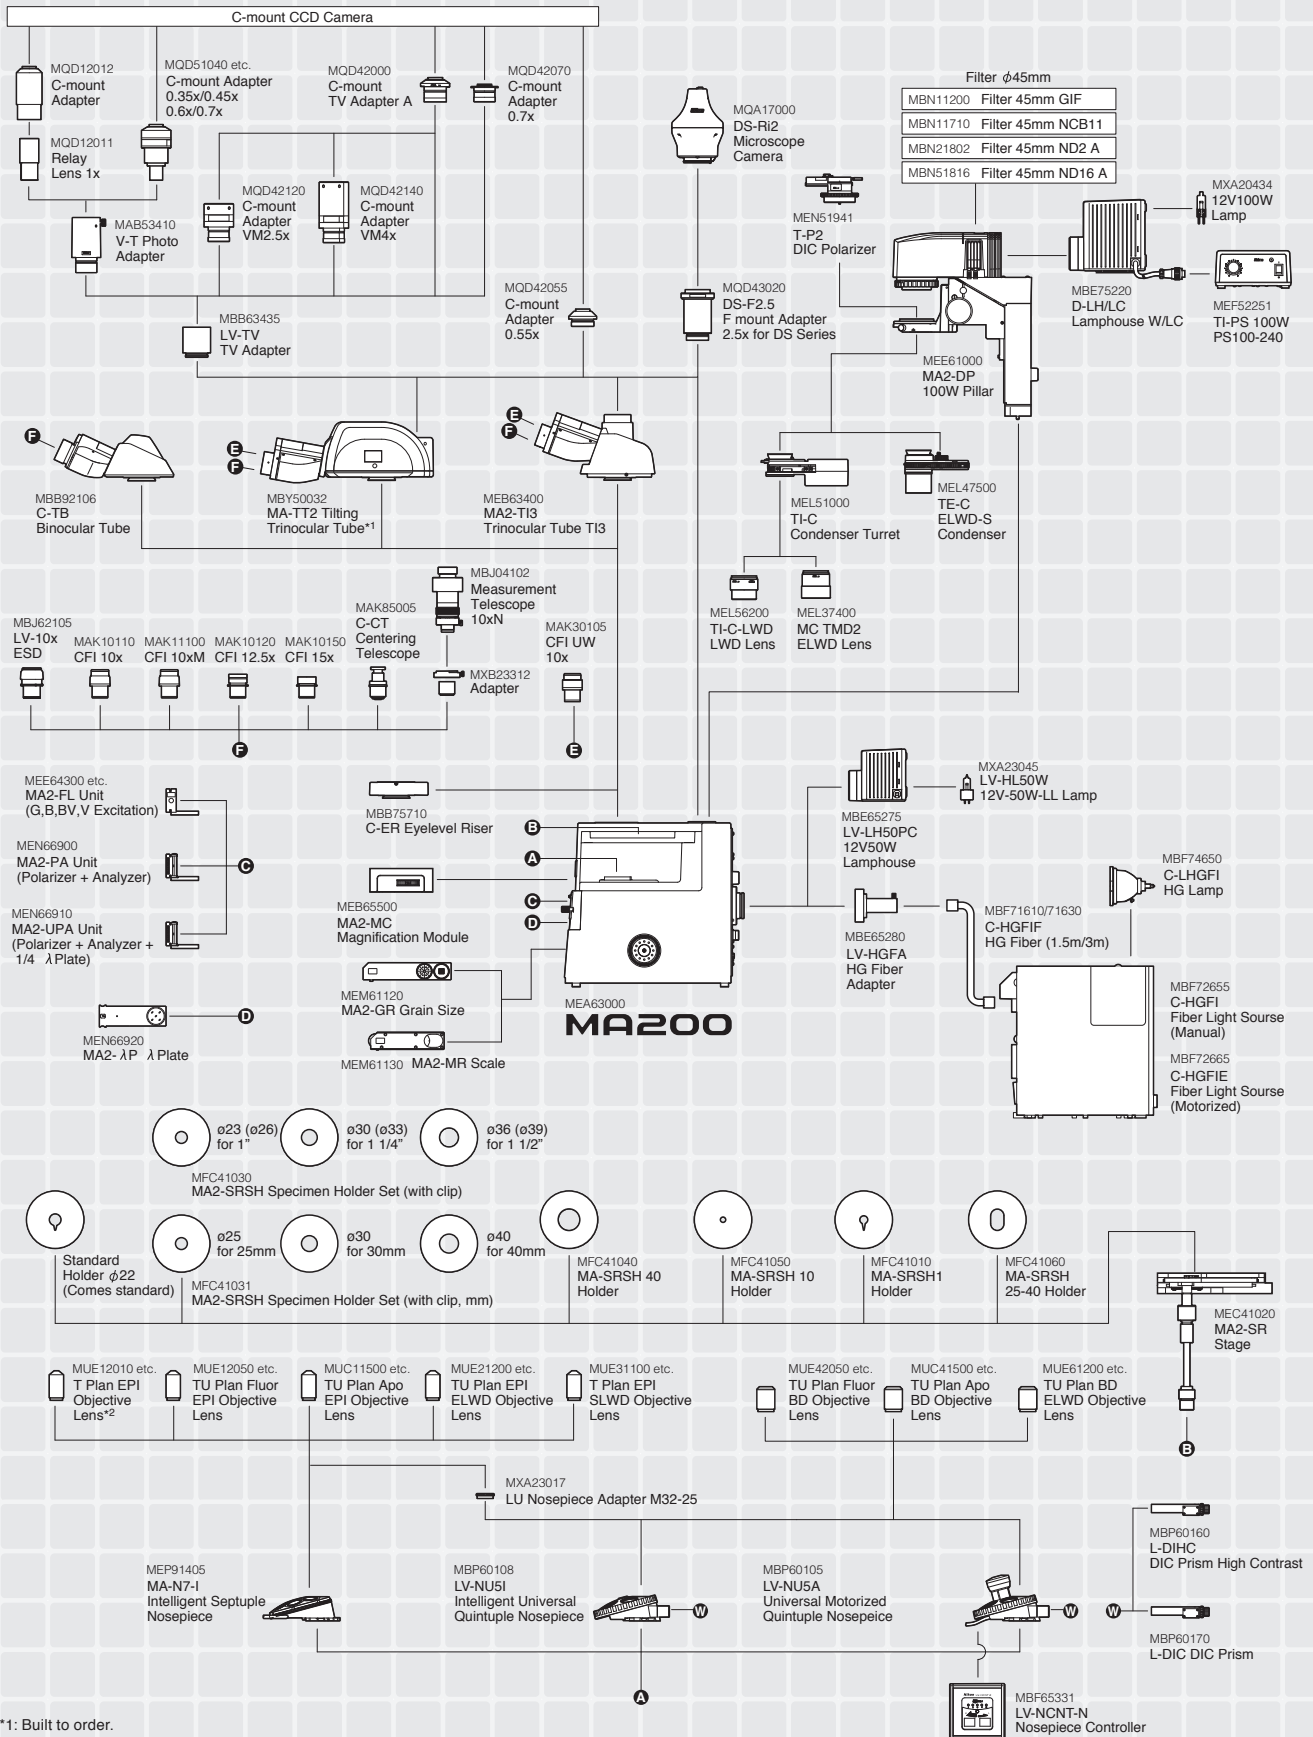 C-mount CCD Camera
MQD12012
C-mount
Adapter
MQD51040 etc.
C-mount Adapter
0.35x/0.45x
0.6x/0.7x
MQD42000
C-mount
TV Adapter A
MQD42070
C-mount
Adapter
0.7x
MQD12011
Relay
Lens 1x
MAB53410
V-T Photo
Adapter
MQD42120
C-mount
Adapter
VM2.5x
MQD42140
C-mount
Adapter
VM4x
MQA17000
DS-Ri2
Microscope
Camera
Filter ϕ45mm
MBN11200 Filter 45mm GIF
MBN11710 Filter 45mm NCB11
MBN21802 Filter 45mm ND2 A
MBN51816 Filter 45mm ND16 A
MEN51941
T-P2
DIC Polarizer
MXA20434
12V100W
Lamp
MBE75220
D-LH/LC
Lamphouse W/LC
MEF52251
TI-PS 100W
PS100-240
MBB63435
LV-TV
TV Adapter
MQD42055
C-mount
Adapter
0.55x
MQD43020
DS-F2.5
F mount Adapter
2.5x for DS Series
MEE61000
MA2-DP
100W Pillar
F
E
F
E
F
MBB92106
C-TB
Binocular Tube
MBY50032
MA-TT2 Tilting
Trinocular Tube*1
MEB63400
MA2-TI3
Trinocular Tube TI3
MEL51000
TI-C
Condenser Turret
MEL47500
TE-C
ELWD-S
Condenser
MEL56200
TI-C-LWD
LWD Lens
MEL37400
MC TMD2
ELWD Lens
MBJ04102
Measurement
Telescope
10xN
MBJ62105
LV-10x
ESD
MAK10110
CFI 10x
MAK11100
CFI 10xM
MAK10120
CFI 12.5x
MAK10150
CFI 15x
MAK85005
C-CT
Centering
Telescope
MXB23312
Adapter
MAK30105
CFI UW
10x
F
E
MEE64300 etc.
MA2-FL Unit
(G,B,BV,V Excitation)
MEN66900
MA2-PA Unit
(Polarizer + Analyzer)
MEN66910
MA2-UPA Unit
(Polarizer + Analyzer +
1/4 λ Plate)
C
MEN66920
MA2- λP λ Plate
D
MBB75710
C-ER Eyelevel Riser
MEB65500
MA2-MC
Magnification Module
MEM61120
MA2-GR Grain Size
MEM61130 MA2-MR Scale
B
A
C
D
MEA63000
MA200
MBE65275
LV-LH50PC
12V50W
Lamphouse
MXA23045
LV-HL50W
12V-50W-LL Lamp
MBE65280
LV-HGFA
HG Fiber
Adapter
MBF71610/71630
C-HGFIF
HG Fiber (1.5m/3m)
MBF74650
C-LHGFI
HG Lamp
MBF72655
C-HGFI
Fiber Light Sourse
(Manual)
MBF72665
C-HGFIE
Fiber Light Sourse
(Motorized)
ø23 (ø26)
for 1"
ø30 (ø33)
for 1 1/4"
ø36 (ø39)
for 1 1/2"
MFC41030
MA2-SRSH Specimen Holder Set (with clip)
Standard
Holder ϕ22
(Comes standard)
ø25
for 25mm
ø30
for 30mm
ø40
for 40mm
MFC41031
MA2-SRSH Specimen Holder Set (with clip, mm)
MFC41040
MA-SRSH 40
Holder
MFC41050
MA-SRSH 10
Holder
MFC41010
MA-SRSH1
Holder
MFC41060
MA-SRSH
25-40 Holder
MEC41020
MA2-SR
Stage
B
MUE12010 etc.
T Plan EPI
Objective
Lens*2
MUE12050 etc.
TU Plan Fluor
EPI Objective
Lens
MUC11500 etc.
TU Plan Apo
EPI Objective
Lens
MUE21200 etc.
TU Plan EPI
ELWD Objective
Lens
MUE31100 etc.
T Plan EPI
SLWD Objective
Lens
MUE42050 etc.
TU Plan Fluor
BD Objective
Lens
MUC41500 etc.
TU Plan Apo
BD Objective
Lens
MUE61200 etc.
TU Plan BD
ELWD Objective
Lens
MXA23017
LU Nosepiece Adapter M32-25
MEP91405
MA-N7-I
Intelligent Septuple
Nosepiece
MBP60108
LV-NU5I
Intelligent Universal
Quintuple Nosepiece
W
MBP60105
LV-NU5A
Universal Motorized
Quintuple Nosepeice
W
W
MBP60160
L-DIHC
DIC Prism High Contrast
MBP60170
L-DIC DIC Prism
A
MBF65331
LV-NCNT-N
Nosepiece Controller
*1: Built to order.